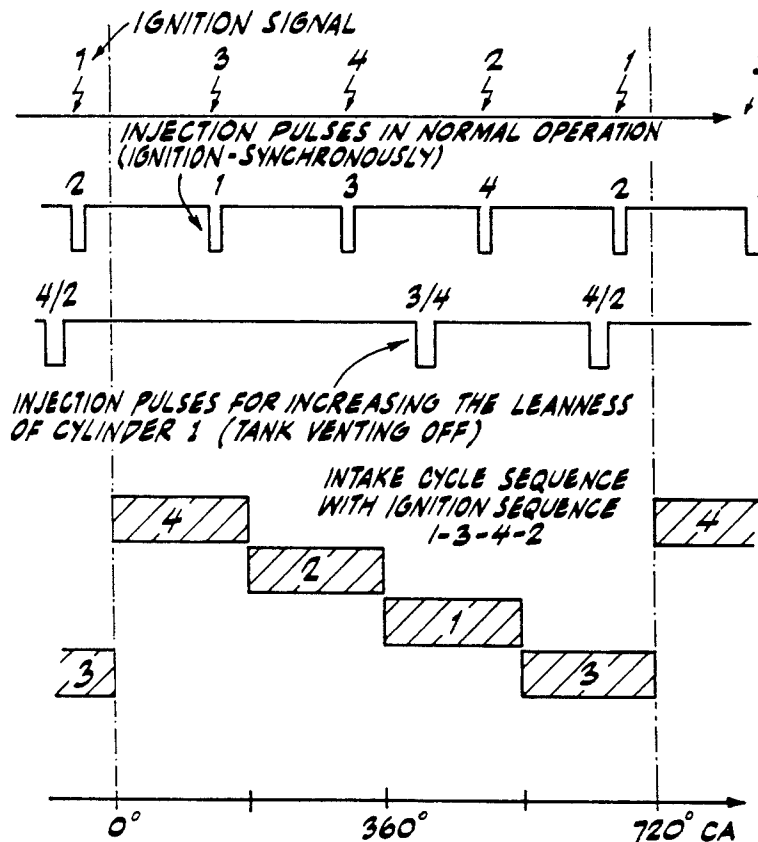 IGNITION SIGNAL
1 3 4 2 1
INJECTION PULSES IN NORMAL OPERATION
(IGNITION-SYNCHRONOUSLY)
2 1 3 4 2
4/2 3/4 4/2
INJECTION PULSES FOR INCREASING THE LEANNESS
OF CYLINDER 1 (TANK VENTING OFF)
INTAKE CYCLE SEQUENCE
WITH IGNITION SEQUENCE
1-3-4-2
4 4
2
1
3 3
0° 360° 720° CA